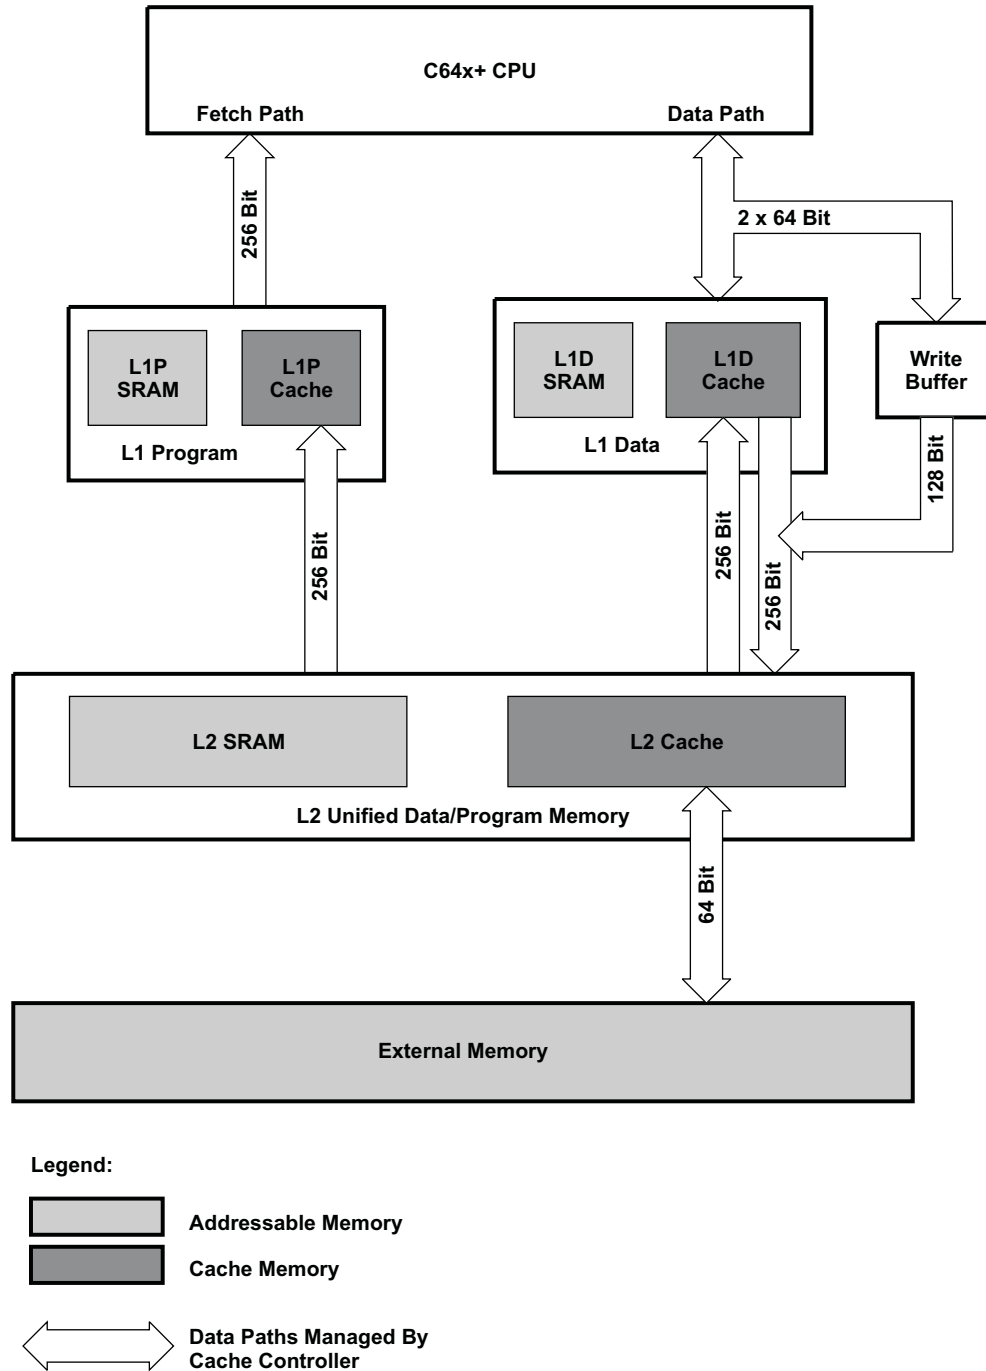 C64x+ CPU
Fetch Path
Data Path
256 Bit
2 x 64 Bit
L1P
SRAM
L1P
Cache
L1 Program
L1D
SRAM
L1D
Cache
L1 Data
Write
Buffer
128 Bit
256 Bit
256 Bit
256 Bit
L2 SRAM
L2 Cache
L2 Unified Data/Program Memory
64 Bit
External Memory
Legend:
Addressable Memory
Cache Memory
Data Paths Managed By
Cache Controller